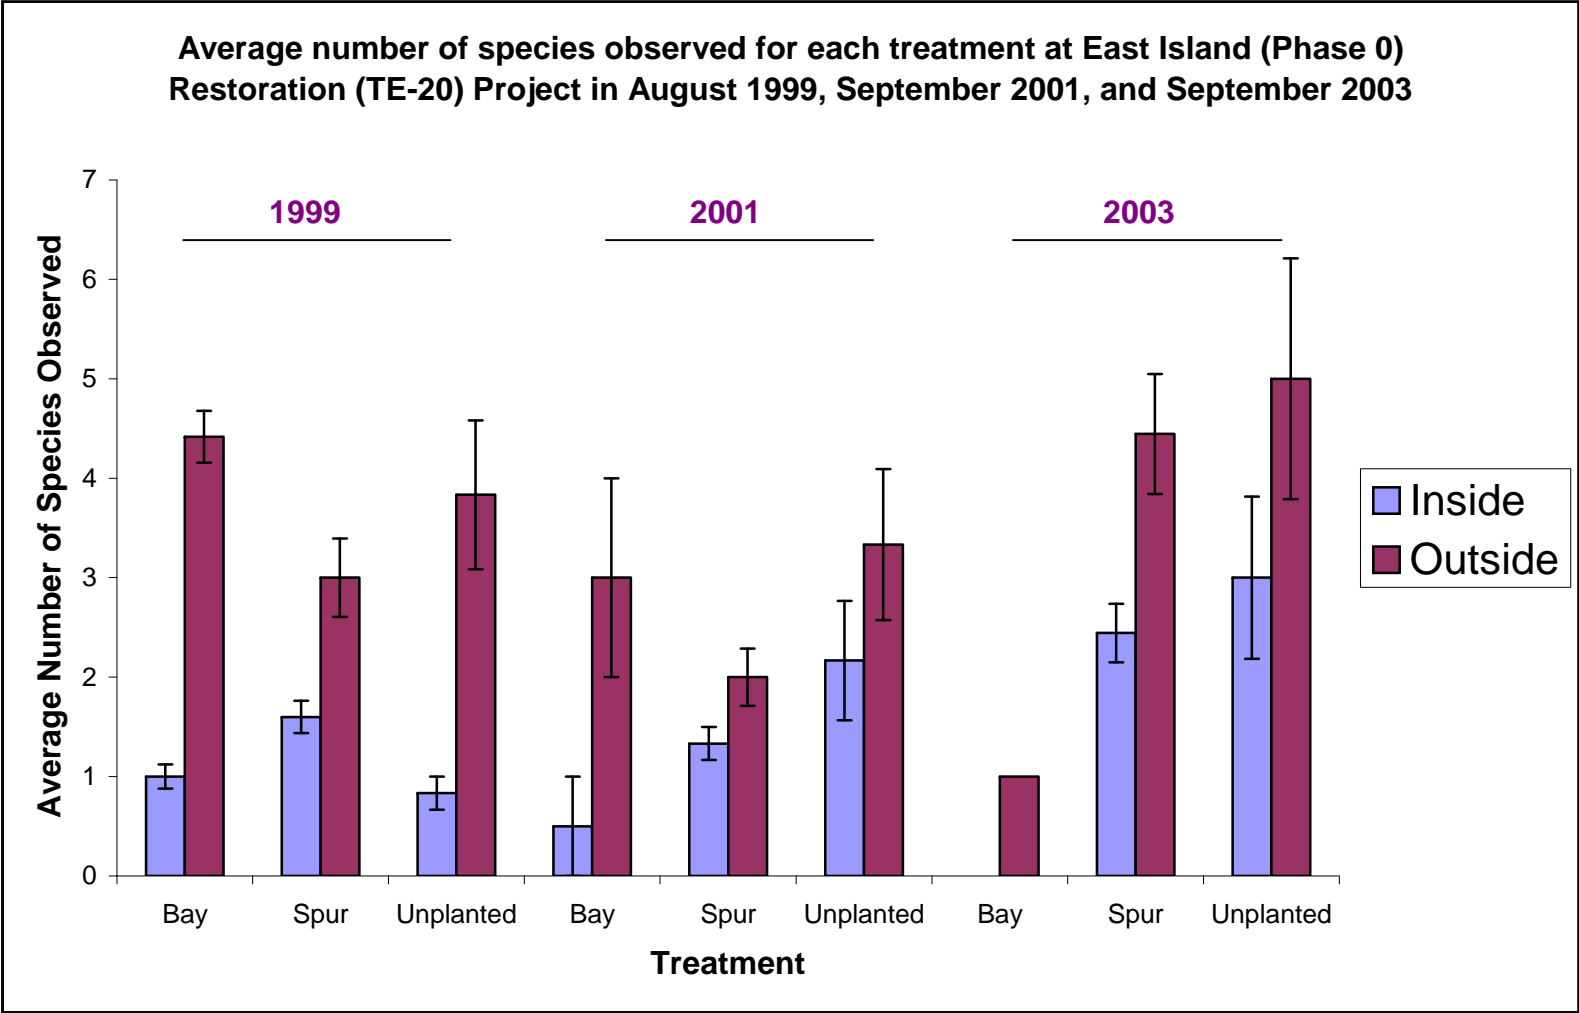 Average number of species observed for each treatment at East Island (Phase 0)
Restoration (TE-20) Project in August 1999, September 2001, and September 2003
7
6
5
4
3
2
1
0
Average Number of Species Observed
1999
2001
2003
Inside
Outside
Bay
Spur
Unplanted
Bay
Spur
Unplanted
Bay
Spur
Unplanted
Treatment